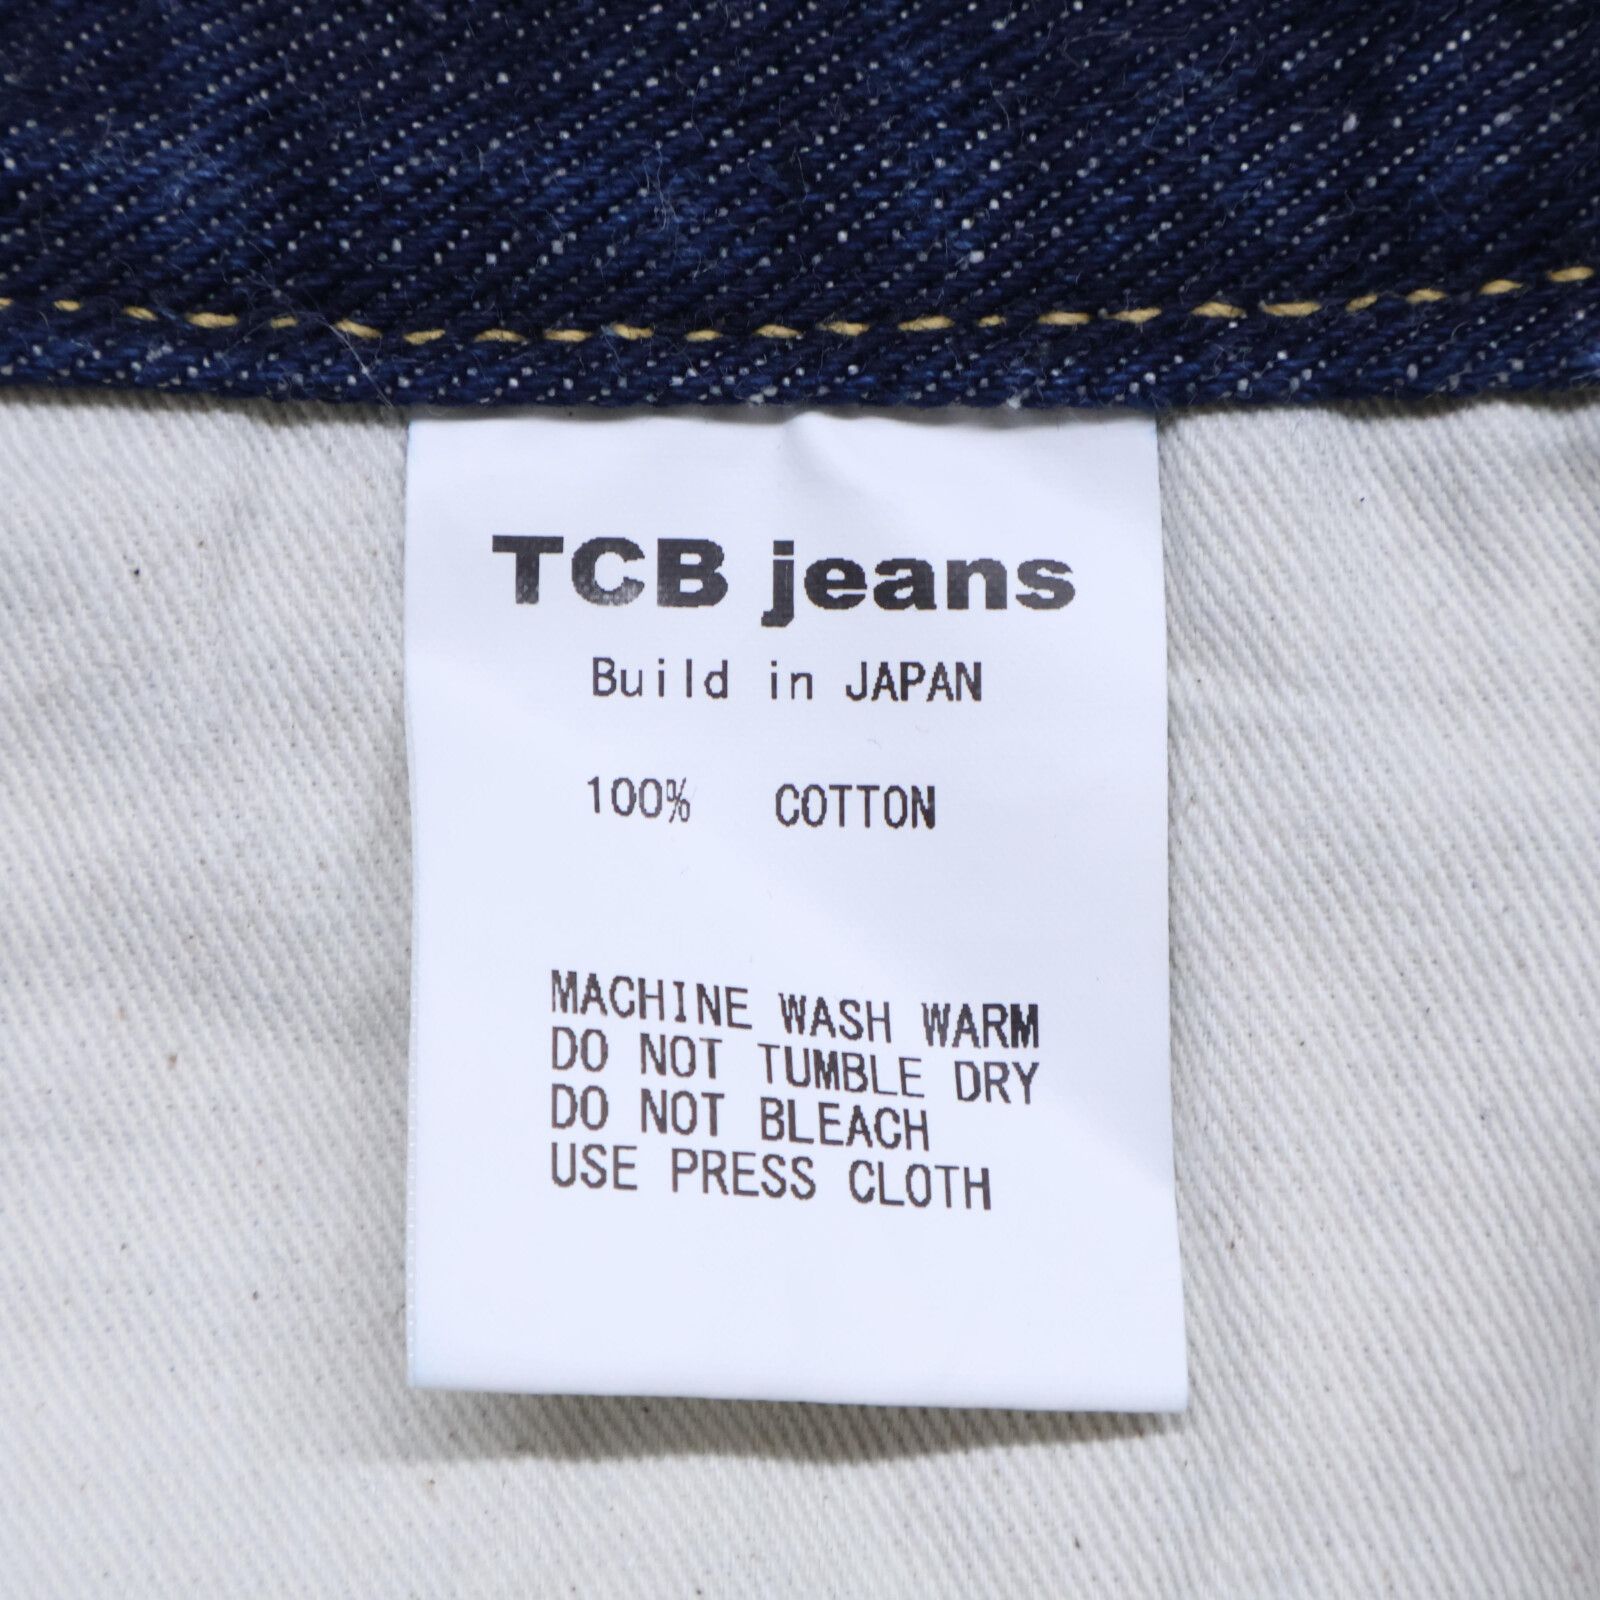 TCB jeans
Build in JAPAN
100% COTTON
MACHINE WASH WARM
DO NOT TUMBLE DRY
DO NOT BLEACH
USE PRESS CLOTH